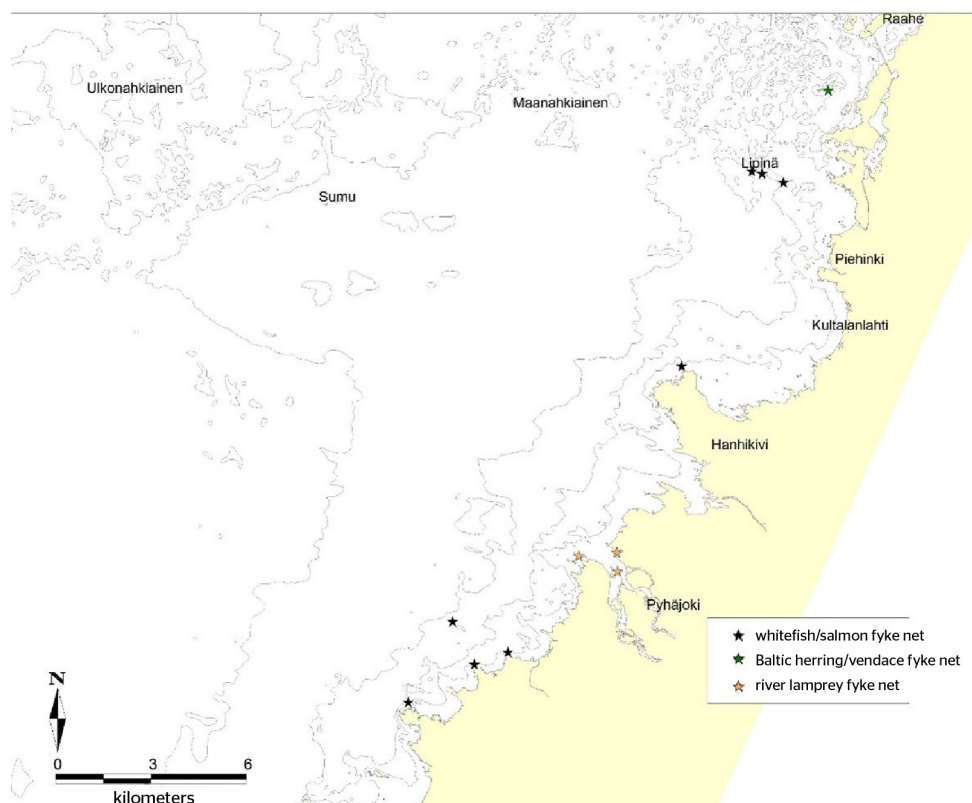 Raahe
Ulkonahkiainen
Maanahkiainen
Lipinä
Sumu
Piehinki
Kultalanlahti
Hanhikivi
Pyhäjoki
whitefish/salmon fyke net
Baltic herring/vendace fyke net
river lamprey fyke net
N
0 3 6
kilometers